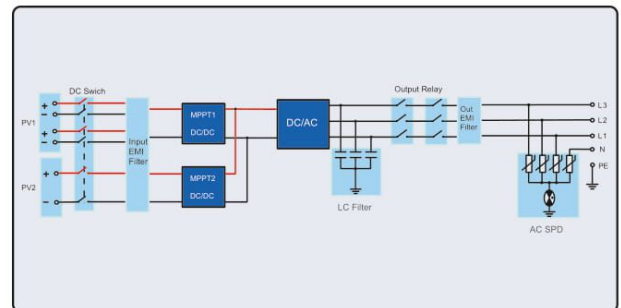 DC Swich
PV1
+
−
+
−
PV2
+
−
Input
EMI
Filter
MPPT1
DC/DC
MPPT2
DC/DC
DC/AC
LC Filter
Output Relay
Out
EMI
Filter
L3
L2
L1
N
PE
AC SPD